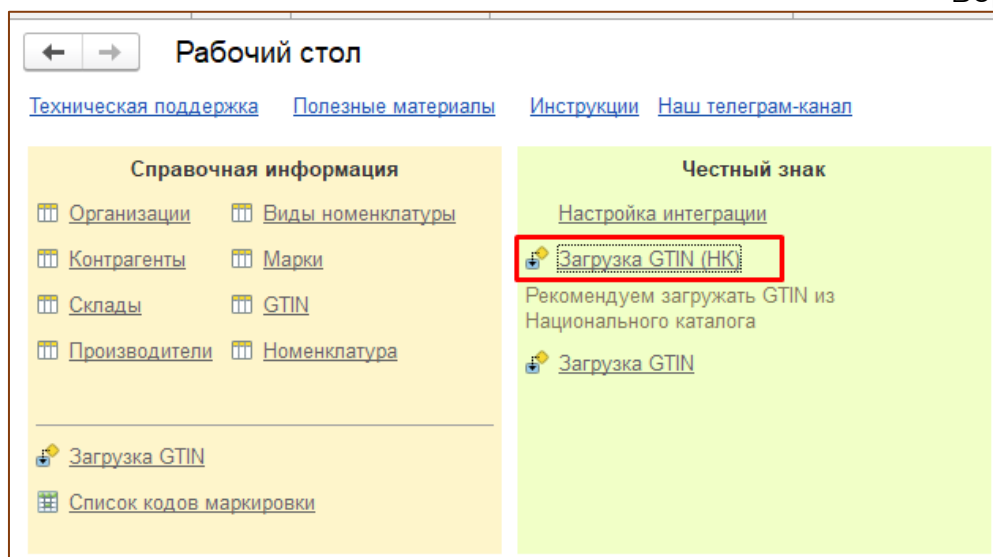 Рабочий стол
Техническая поддержка Полезные материалы Инструкции Наш телеграм-канал
Справочная информация
Организации Виды номенклатуры
Контрагенты Марки
Склады GTIN
Производители Номенклатура
Загрузка GTIN
Список кодов маркировки
Честный знак
Настройка интеграции
Загрузка GTIN (НК)
Рекомендуем загружать GTIN из
Национального каталога
Загрузка GTIN